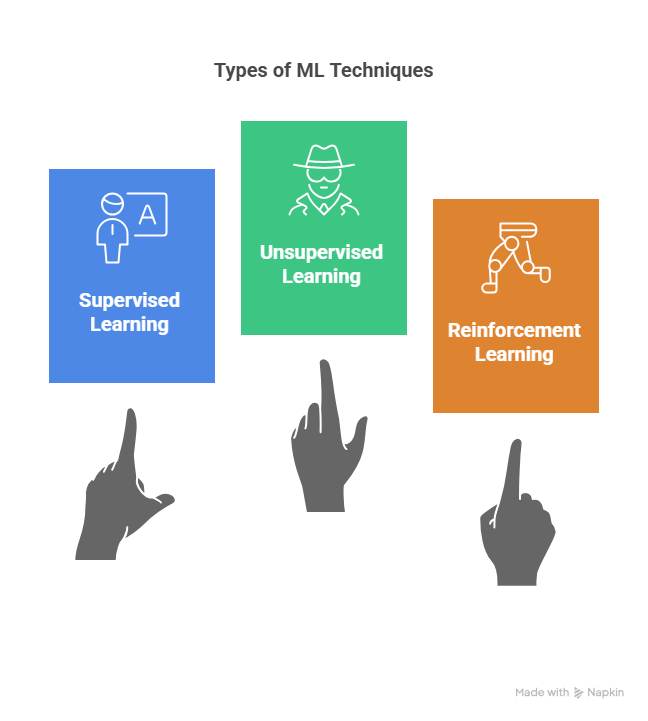 Types of ML Techniques
A
Supervised
Learning
Unsupervised
Learning
Reinforcement
Learning
Made with Napkin